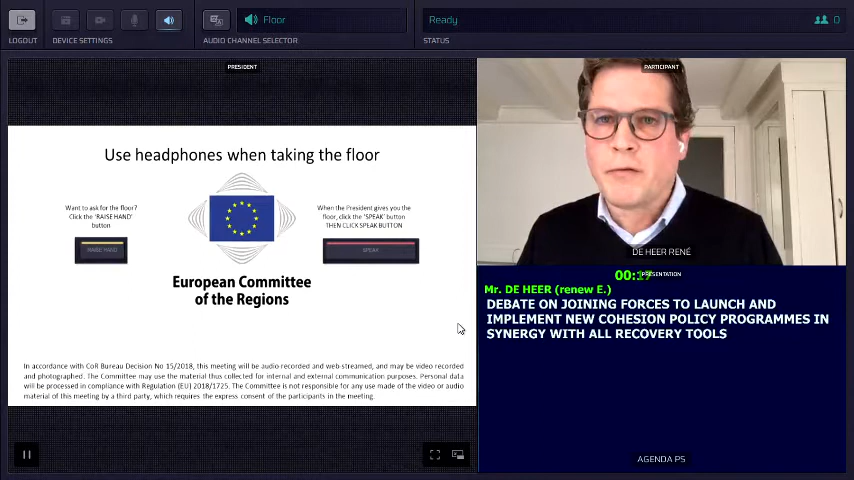 Floor
Ready
0
LOGOUT
DEVICE SETTINGS
AUDIO CHANNEL SELECTOR
STATUS
PRESIDENT
PARTICIPANT
Use headphones when taking the floor
Want to ask for the floor?
Click the 'RAISE HAND'
button
RAISE HAND
When the President gives you the
floor, click the 'SPEAK' button
THEN CLICK SPEAK BUTTON
SPEAK
European Committee
of the Regions
In accordance with CoR Bureau Decision No 15/2018, this meeting will be audio recorded and web streamed, and may be video recorded
and photographed. The Committee may use the material thus collected for internal and external communication purposes. Personal data
will be processed in compliance with Regulation (EU) 2018/1725. The Committee is not responsible for any use made of the video or audio
material of this meeting by a third party, which requires the express consent of the participants in the meeting.
DE HEER RENÉ
PRESENTATION
Mr. DE HEER (renew E.)
DEBATE ON JOINING FORCES TO LAUNCH AND
IMPLEMENT NEW COHESION POLICY PROGRAMMES IN
SYNERGY WITH ALL RECOVERY TOOLS
AGENDA PS